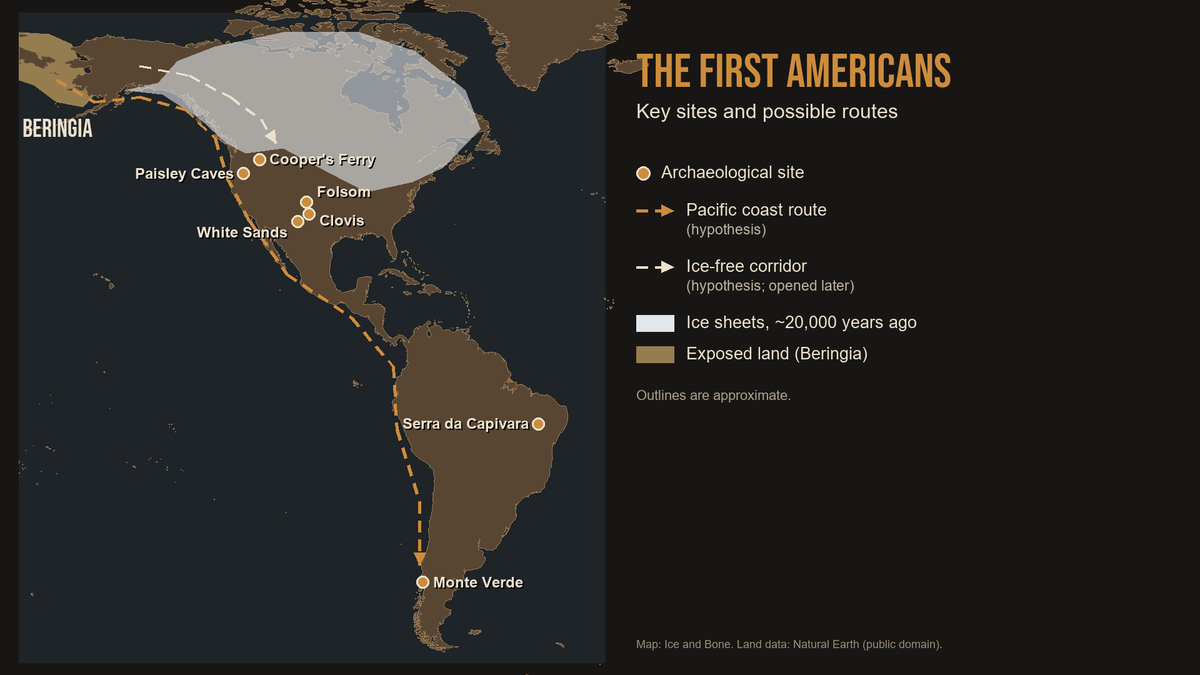 THE FIRST AMERICANS
Key sites and possible routes
BERINGIA
Cooper's Ferry
Paisley Caves
Folsom
Clovis
White Sands
Serra da Capivara
Monte Verde
Archaeological site
Pacific coast route
(hypothesis)
Ice-free corridor
(hypothesis; opened later)
Ice sheets, ~20,000 years ago
Exposed land (Beringia)
Outlines are approximate.
Map: Ice and Bone. Land data: Natural Earth (public domain).